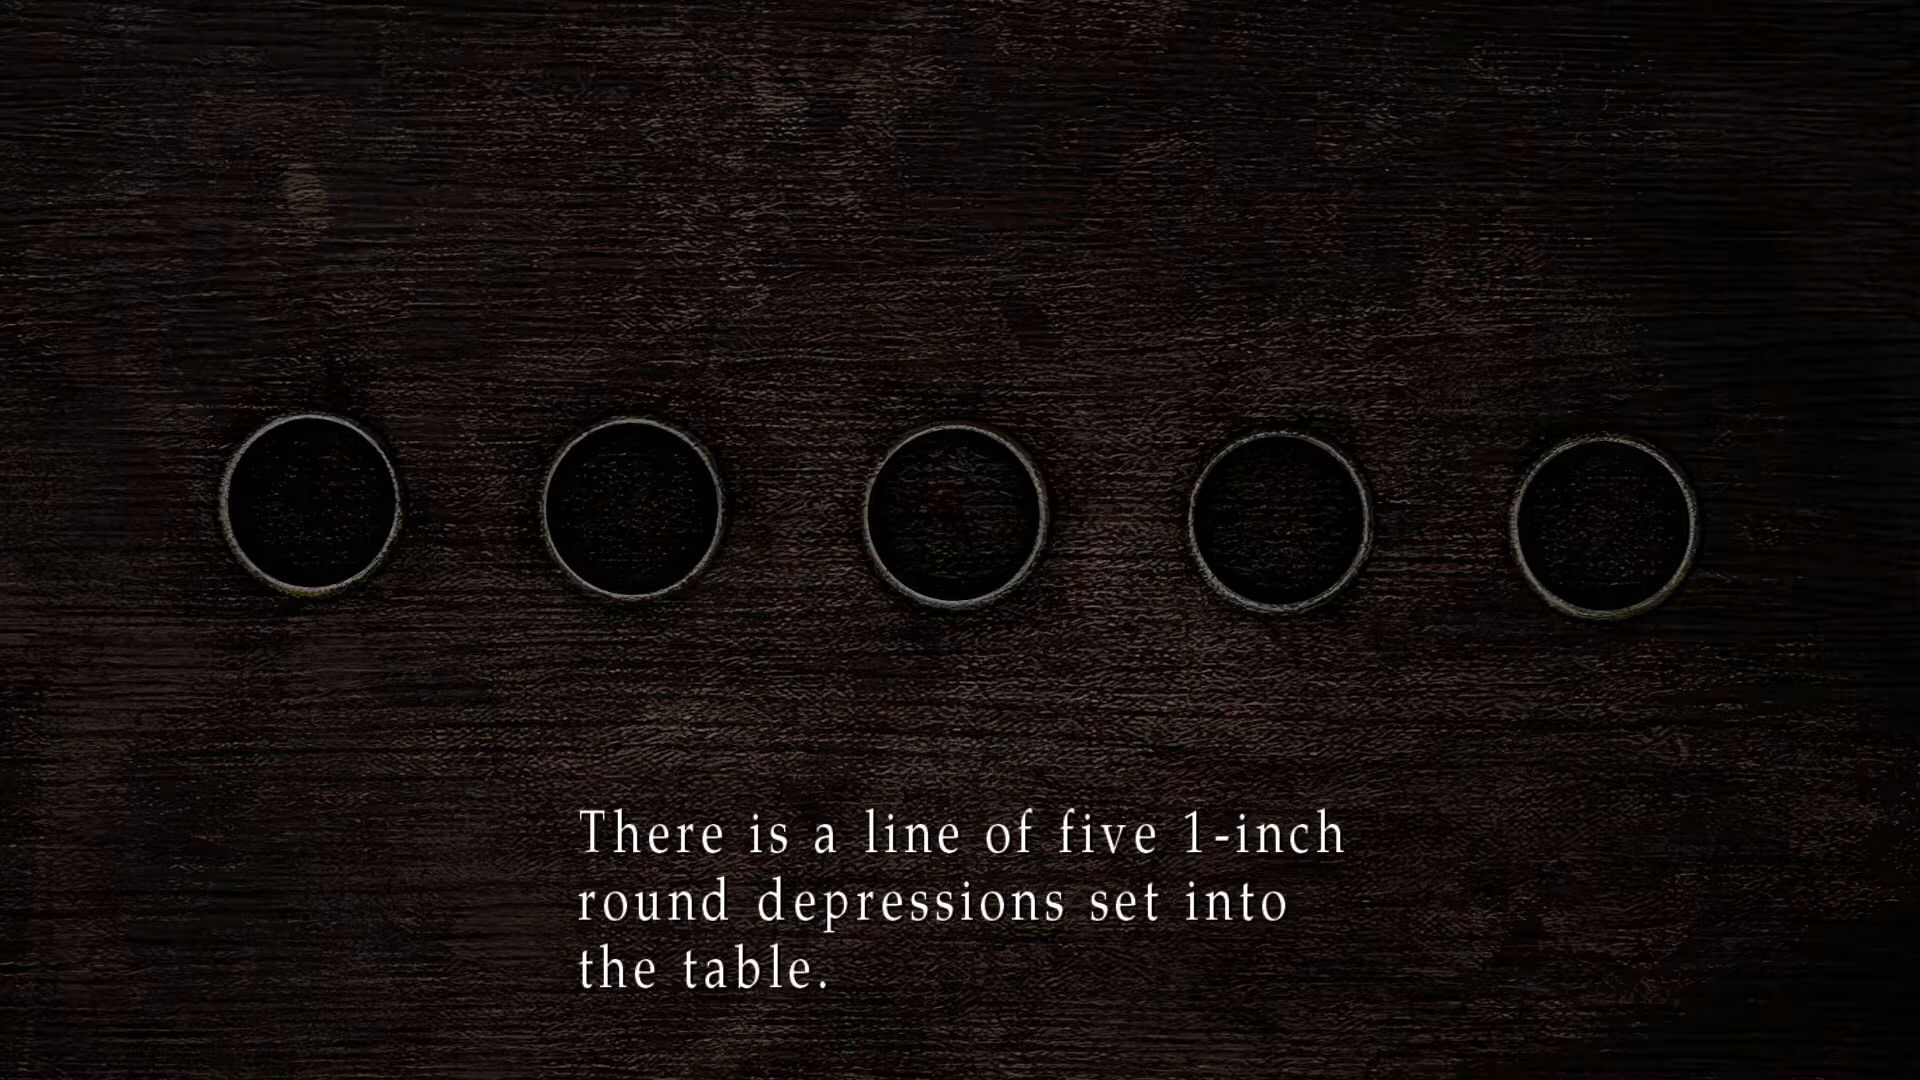 There is a line of five 1-inch
round depressions set into
the table.